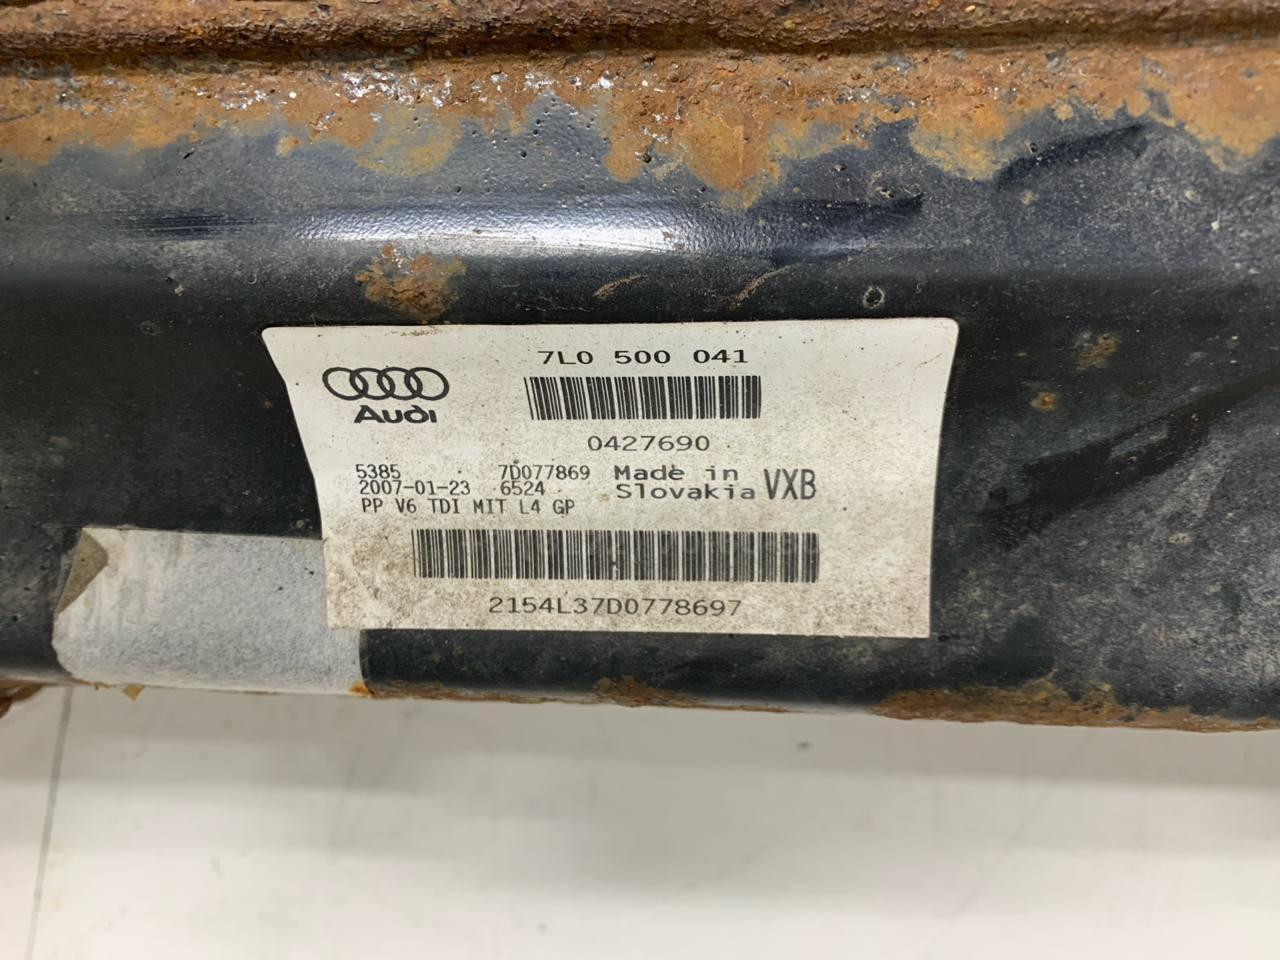 7L0 500 041
Audi
0427690
5385 7D077869 Made in
2007-01-23 6524 Slovakia VXB
PP V6 TDI MIT L4 GP
2154L37D0778697